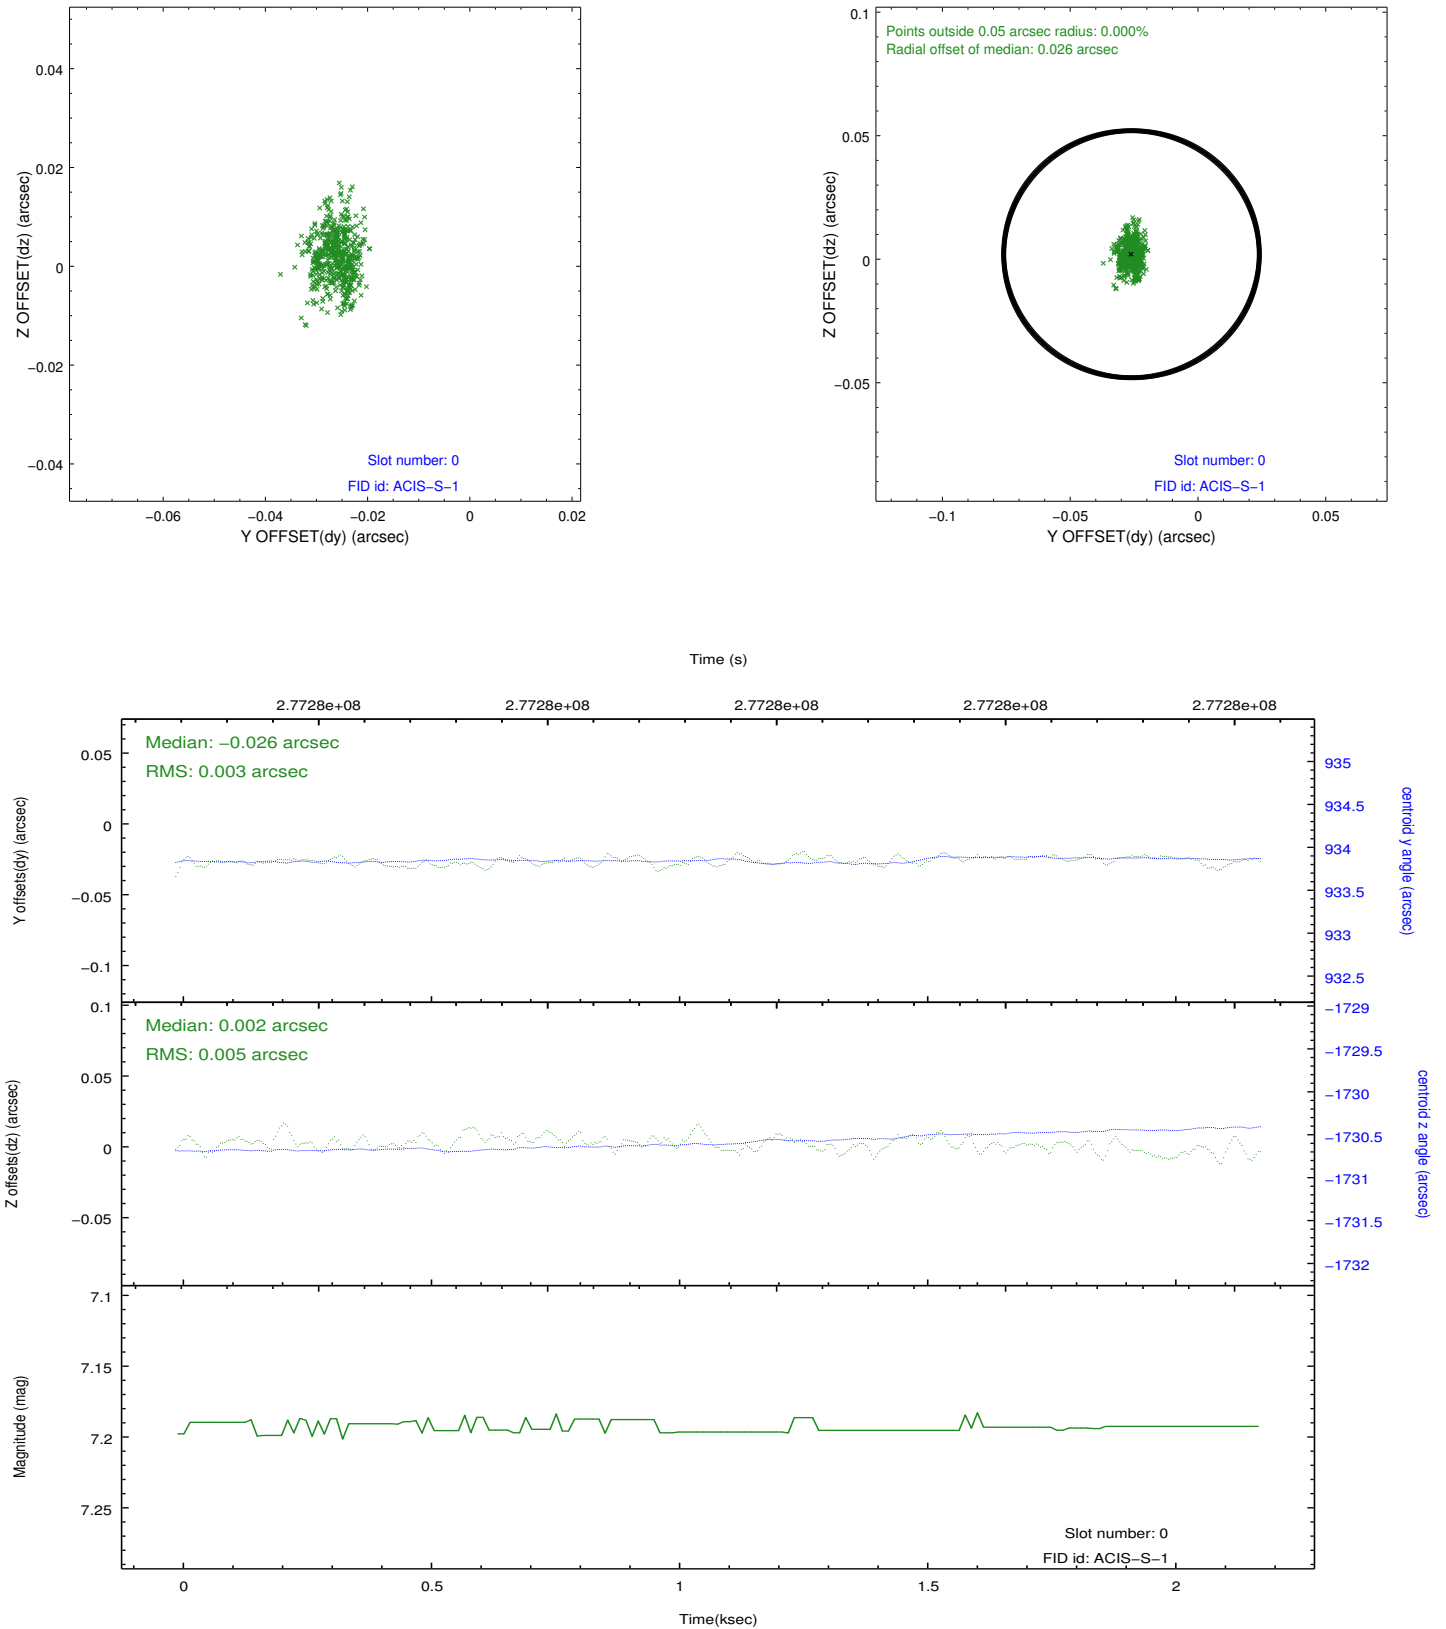 0.04
0.02
0
−0.02
−0.04
Z OFFSET(dz) (arcsec)
Slot number: 0
FID id: ACIS−S−1
−0.06
−0.04
−0.02
0
0.02
Y OFFSET(dy) (arcsec)
Points outside 0.05 arcsec radius: 0.000%
Radial offset of median: 0.026 arcsec
0.1
0.05
0
−0.05
Z OFFSET(dz) (arcsec)
Slot number: 0
FID id: ACIS−S−1
−0.1
−0.05
0
0.05
Y OFFSET(dy) (arcsec)
Time (s)
2.7728e+08
2.7728e+08
2.7728e+08
2.7728e+08
2.7728e+08
Median: −0.026 arcsec
RMS: 0.003 arcsec
0.05
0
−0.05
−0.1
Y offsets(dy) (arcsec)
935
934.5
934
933.5
933
932.5
centroid y angle (arcsec)
Median: 0.002 arcsec
RMS: 0.005 arcsec
0.1
0.05
0
−0.05
Z offsets(dz) (arcsec)
−1729
−1729.5
−1730
−1730.5
−1731
−1731.5
−1732
centroid z angle (arcsec)
7.1
7.15
7.2
7.25
Magnitude (mag)
Slot number: 0
FID id: ACIS−S−1
0
0.5
1
1.5
2
Time(ksec)